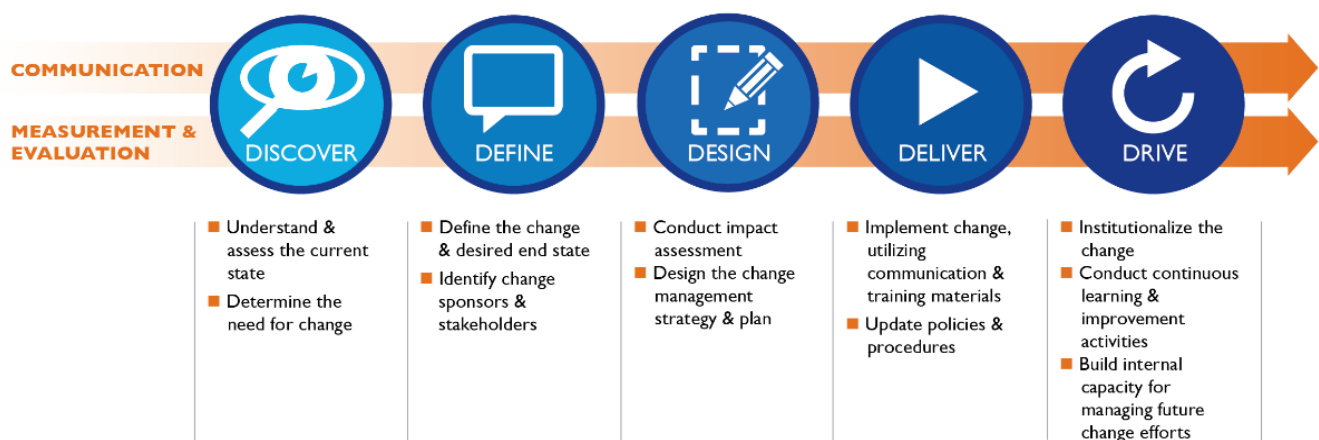 COMMUNICATION
MEASUREMENT &
EVALUATION
DISCOVER
DEFINE
DESIGN
DELIVER
DRIVE
Understand &
assess the current
state
Determine the
need for change
Define the change
& desired end state
Identify change
sponsors &
stakeholders
Conduct impact
assessment
Design the change
management
strategy & plan
Implement change,
utilizing
communication &
training materials
Update policies &
procedures
Institutionalize the
change
Conduct continuous
learning &
improvement
activities
Build internal
capacity for
managing future
change efforts